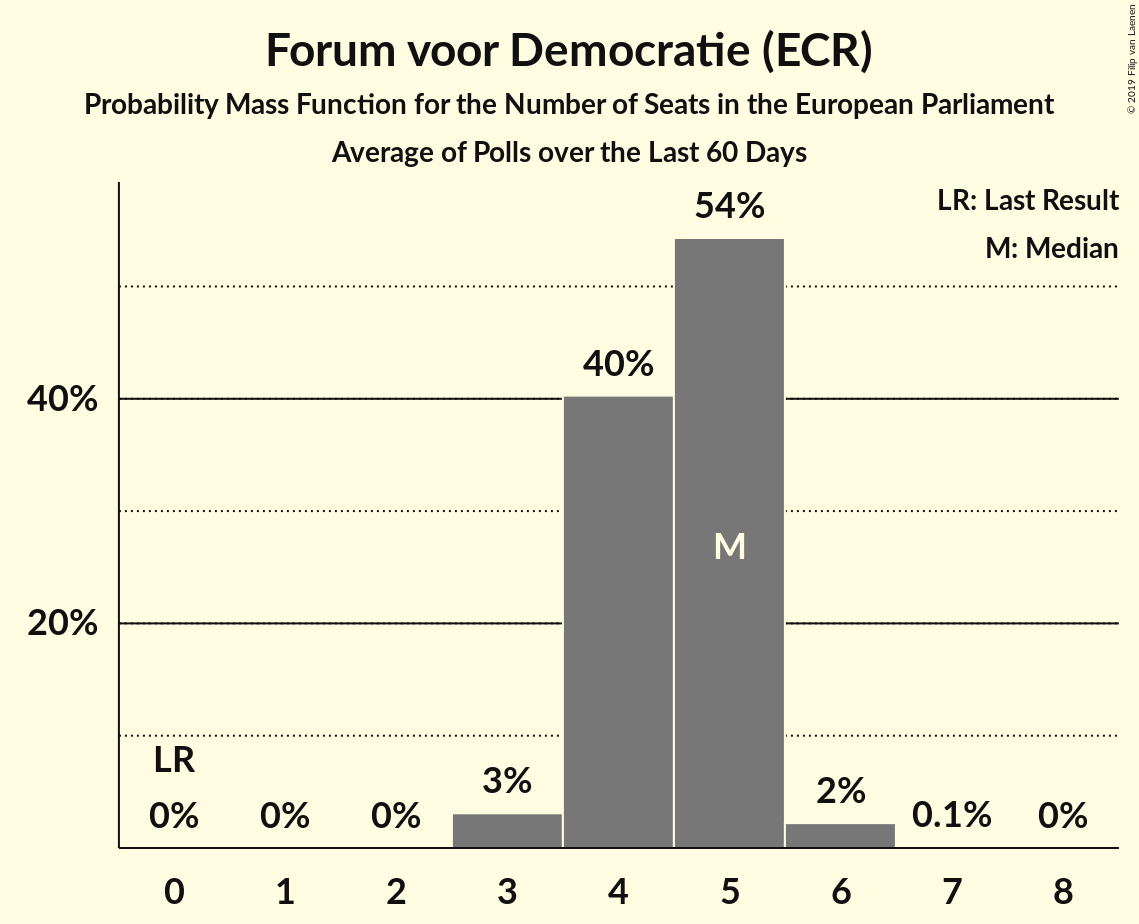 Forum voor Democratie (ECR)
Probability Mass Function for the Number of Seats in the European Parliament
Average of Polls over the Last 60 Days
© 2019 Filip van Laenen
LR: Last Result
M: Median
54%
40%
40%
M
20%
LR
0%
0%
0%
3%
2%
0.1%
0%
0 1 2 3 4 5 6 7 8